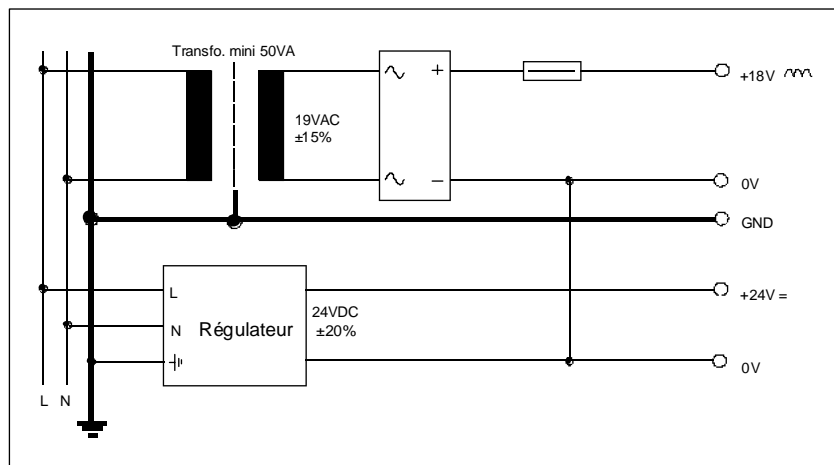 Transfo. mini 50VA
+
+18V
19VAC
±15%
–
0V
GND
L
24VDC
±20%
+24V =
N
Régulateur
0V
L N